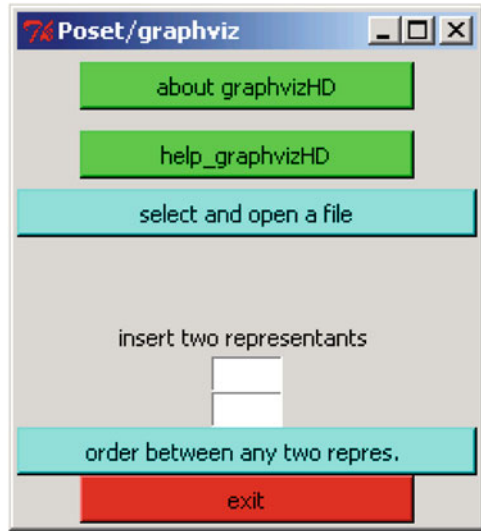 Poset/graphviz
about graphvizHD
help_graphvizHD
select and open a file
insert two representants
order between any two repres.
exit